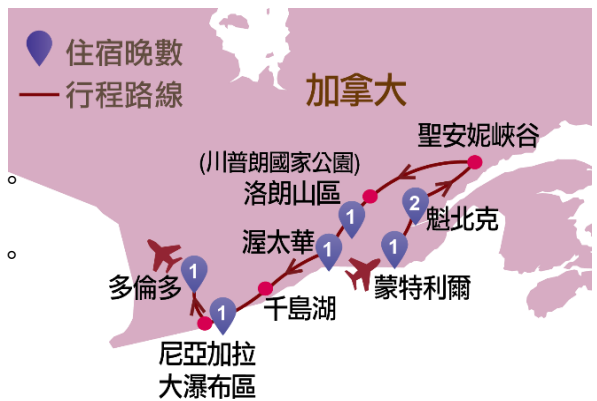 住宿晚數
行程路線
加拿大
聖安妮峽谷
(川普朗國家公園)
洛朗山區
1
2
魁北克
渥太華
1
1
蒙特利爾
多倫多
1
千島湖
1
尼亞加拉
大瀑布區
。
。